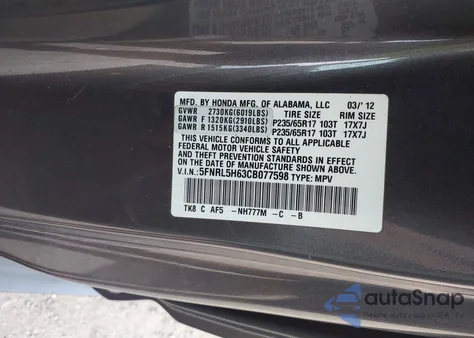 MFD. BY HONDA MFG. OF ALABAMA, LLC 03/'12
GVWR 2730KG(6019LBS) TIRE SIZE RIM SIZE
GAWR F 1320KG(2910LBS) P235/65R17 103T 17X7J
GAWR R 1515KG(3340LBS) P235/65R17 103T 17X7J
THIS VEHICLE CONFORMS TO ALL APPLICABLE
FEDERAL MOTOR VEHICLE SAFETY, BUMPER,
AND THEFT PREVENTION STANDARDS IN EFFECT
ON THE DATE OF MANUFACTURE SHOWN ABOVE.
V.I.N.: 5FNRL5H63CB077598 TYPE: MPV
TK8 C AF5 -NH777M -C -B
autoSnap